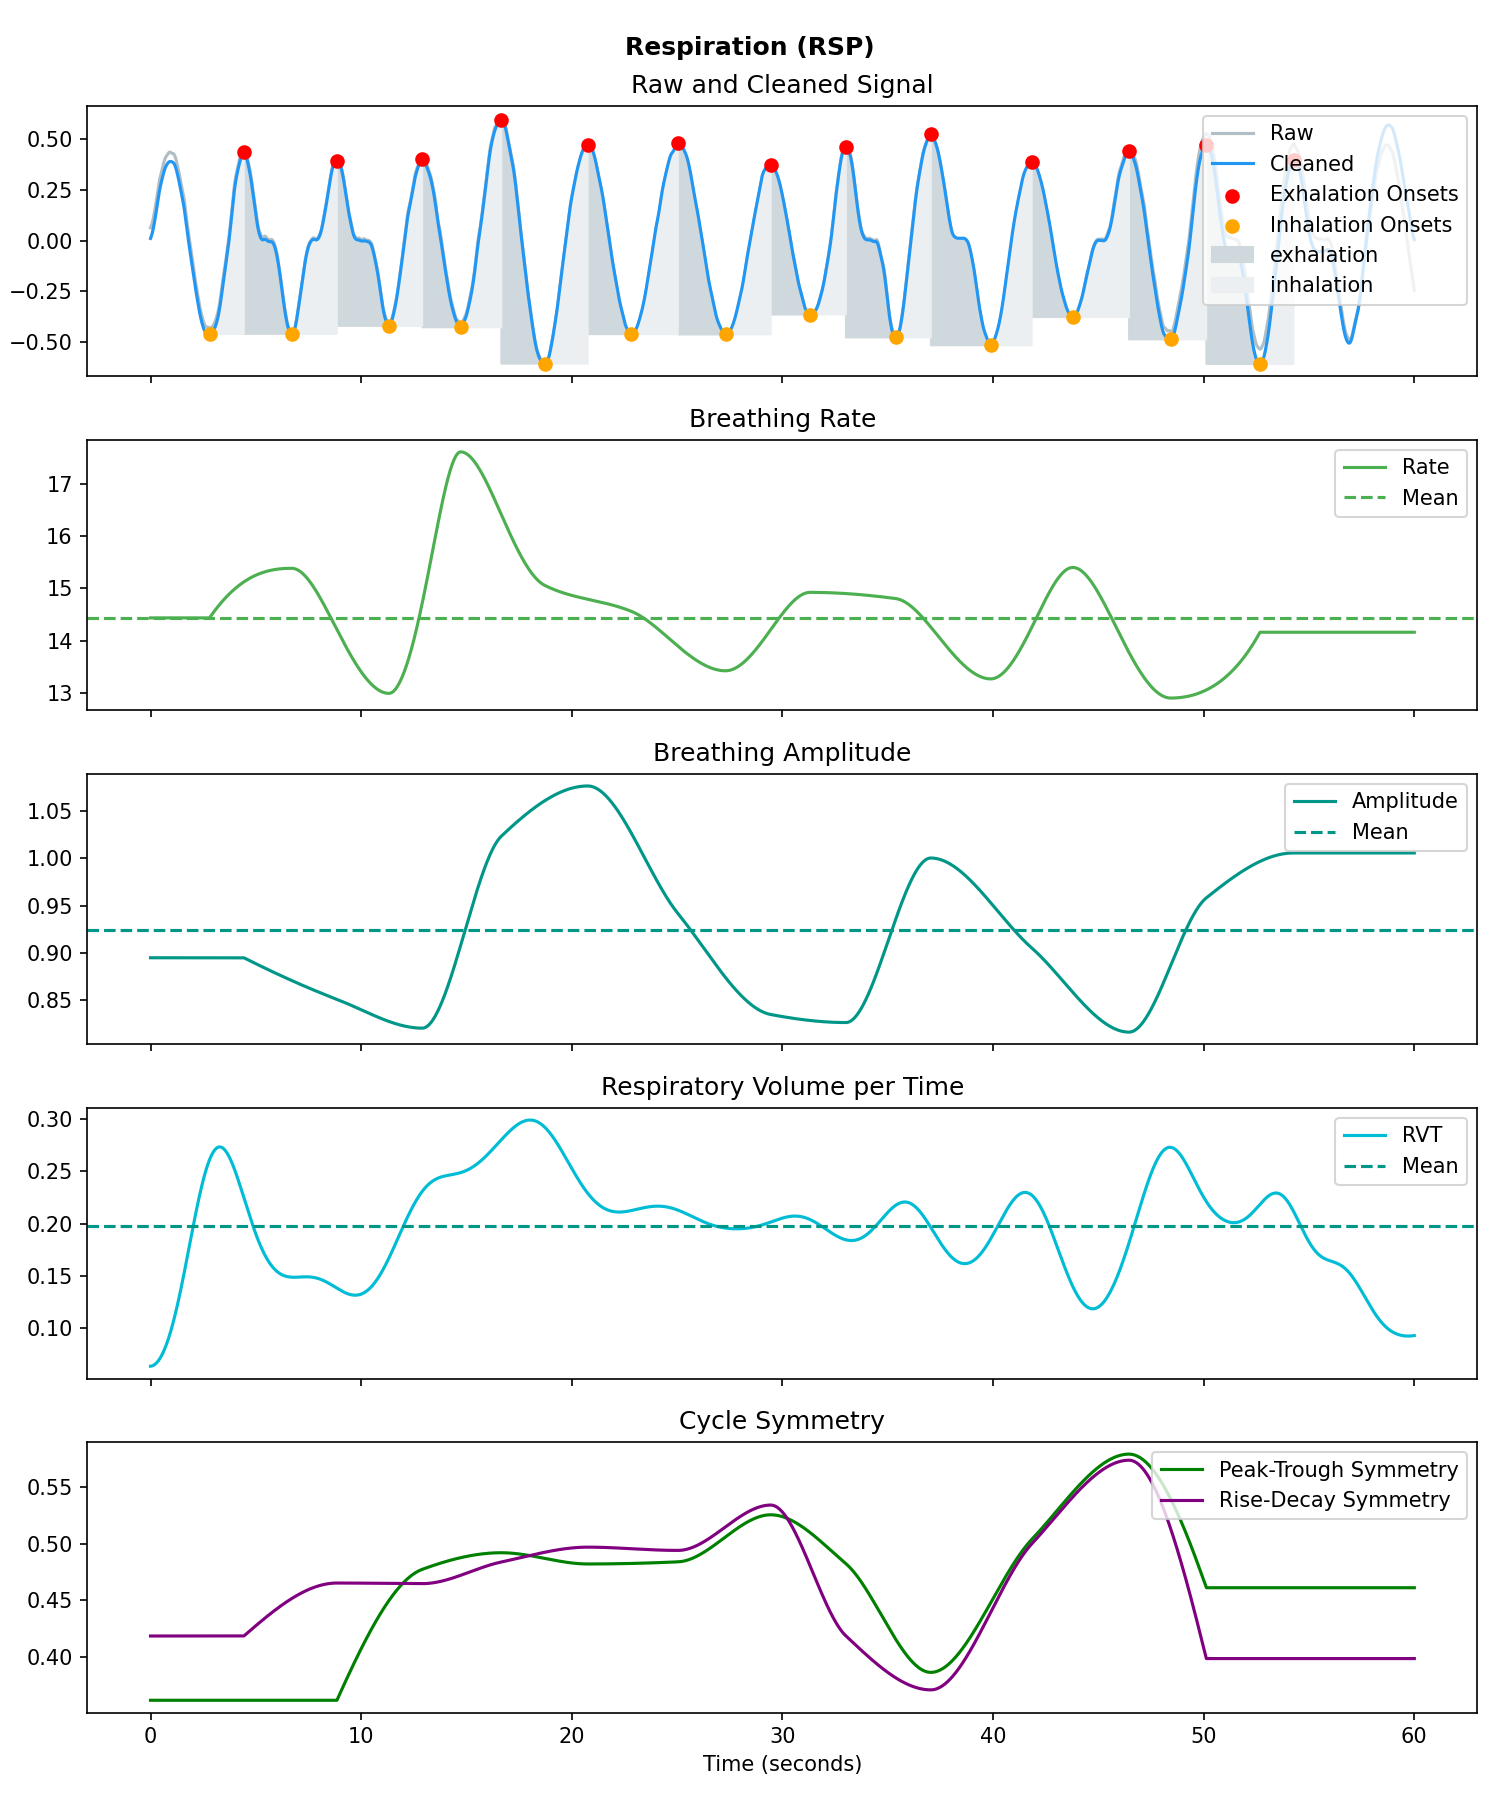 Respiration (RSP)
Raw and Cleaned Signal
0.50
0.25
0.00
−0.25
−0.50
Raw
Cleaned
Exhalation Onsets
Inhalation Onsets
exhalation
inhalation
Breathing Rate
17
16
15
14
13
Rate
Mean
Breathing Amplitude
1.05
1.00
0.95
0.90
0.85
Amplitude
Mean
Respiratory Volume per Time
0.30
0.25
0.20
0.15
0.10
RVT
Mean
Cycle Symmetry
0.55
0.50
0.45
0.40
Peak-Trough Symmetry
Rise-Decay Symmetry
0 10 20 30 40 50 60
Time (seconds)